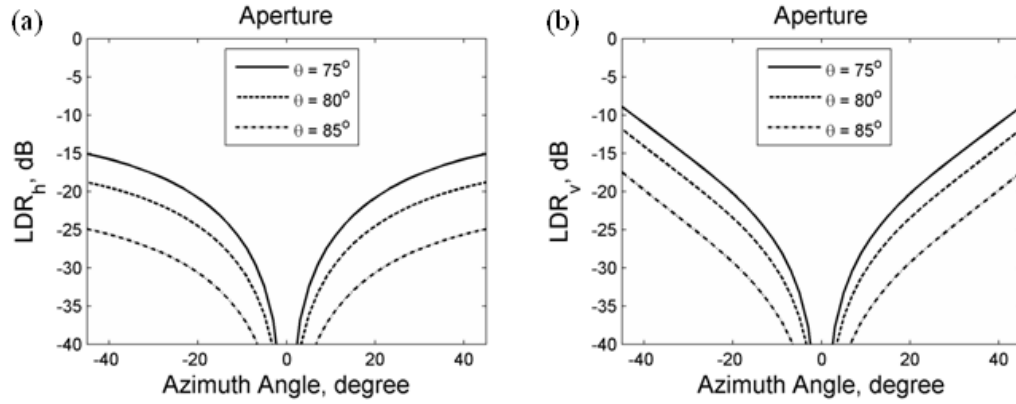 (a)
Aperture
0
-5
-10
-15
-20
-25
-30
-35
-40
-40
-20
0
20
40
LDRh, dB
Azimuth Angle, degree
θ = 75°
θ = 80°
θ = 85°
(b)
Aperture
0
-5
-10
-15
-20
-25
-30
-35
-40
-40
-20
0
20
40
LDRv, dB
Azimuth Angle, degree
θ = 75°
θ = 80°
θ = 85°